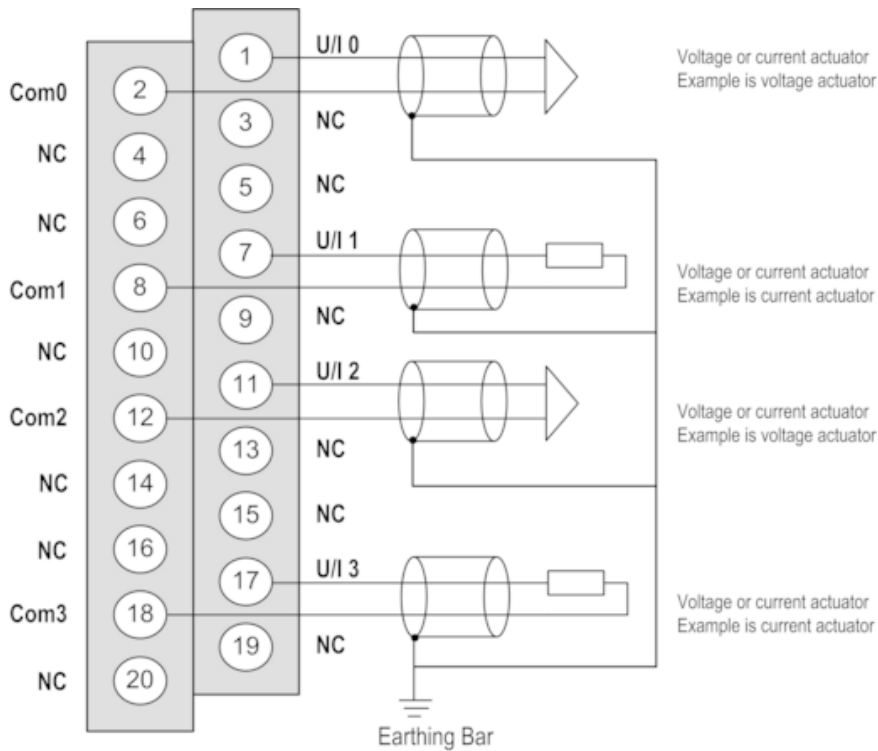 1
U/I 0
Voltage or current actuator
Example is voltage actuator
Com0
2
3
NC
NC
4
5
NC
NC
6
7
U/I 1
Voltage or current actuator
Example is current actuator
Com1
8
9
NC
NC
10
11
U/I 2
Voltage or current actuator
Example is voltage actuator
Com2
12
13
NC
NC
14
15
NC
NC
16
17
U/I 3
Voltage or current actuator
Example is current actuator
Com3
18
19
NC
NC
20
Earthing Bar